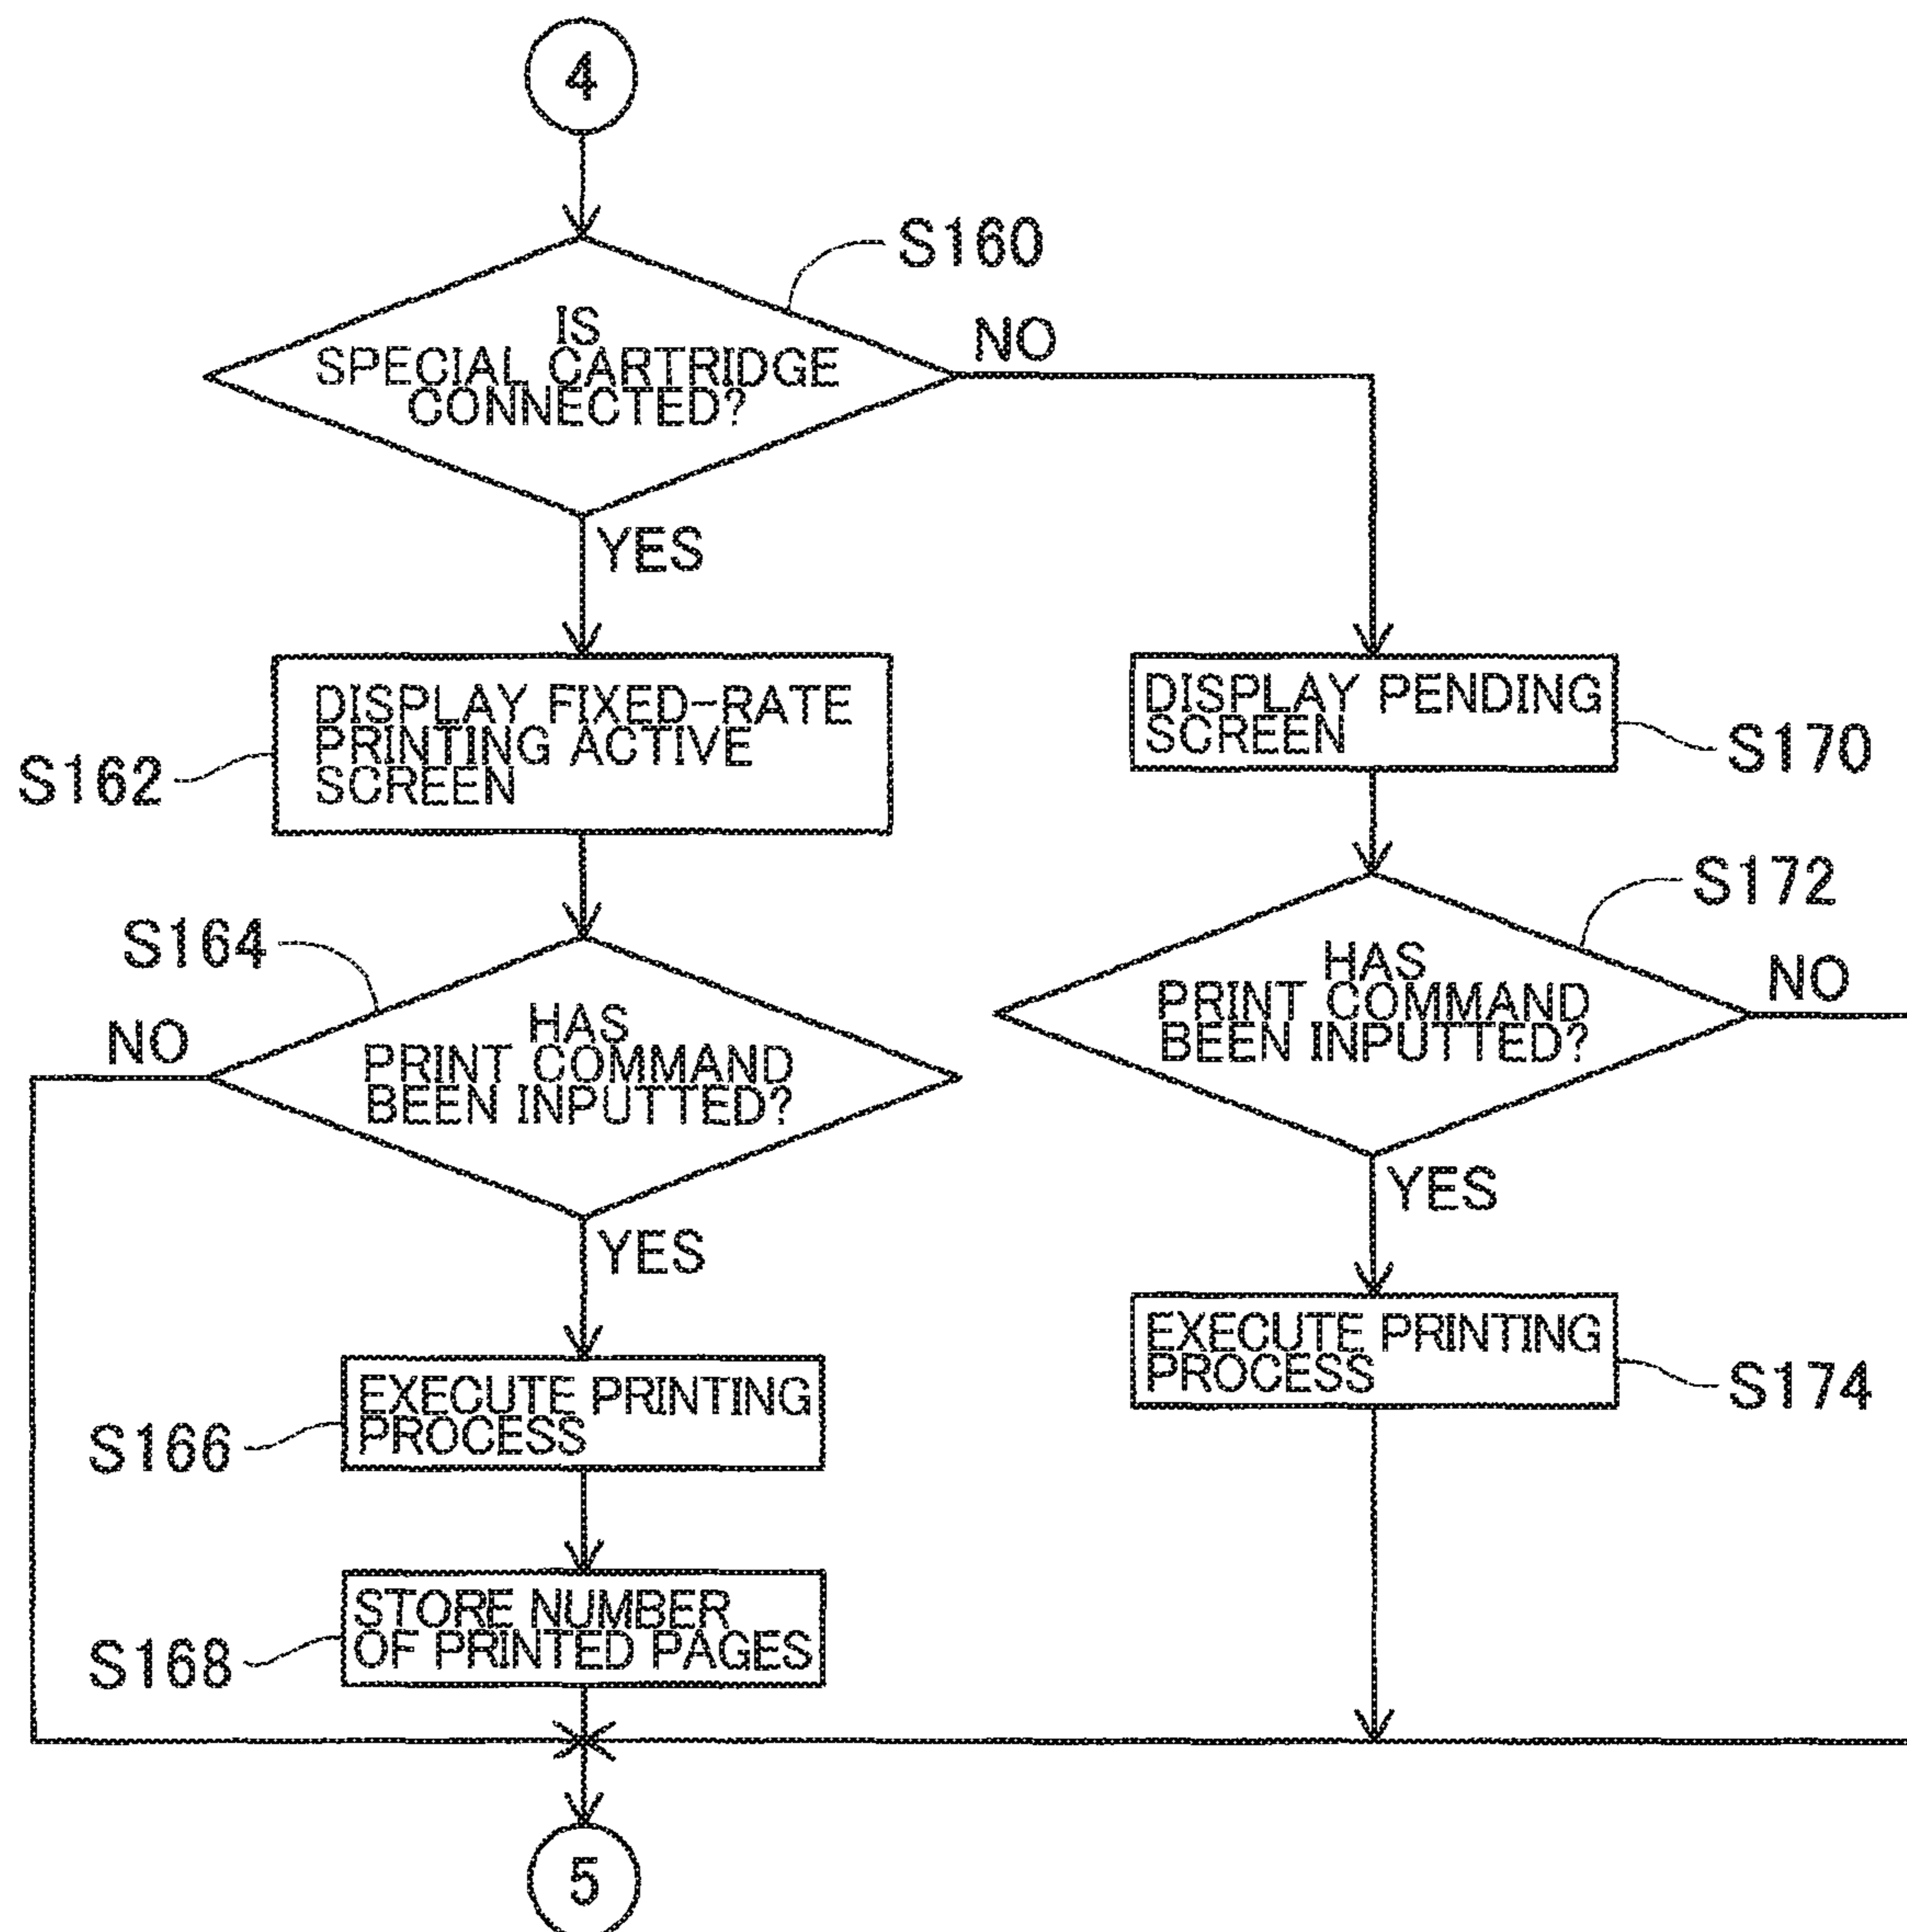 4
S160
IS
SPECIAL CARTRIDGE
CONNECTED?
NO
YES
S162
DISPLAY FIXED-RATE
PRINTING ACTIVE
SCREEN
DISPLAY PENDING
SCREEN
S170
S164
HAS
PRINT COMMAND
BEEN INPUTTED?
NO
YES
S172
HAS
PRINT COMMAND
BEEN INPUTTED?
NO
YES
S166
EXECUTE PRINTING
PROCESS
EXECUTE PRINTING
PROCESS
S174
S168
STORE NUMBER
OF PRINTED PAGES
5